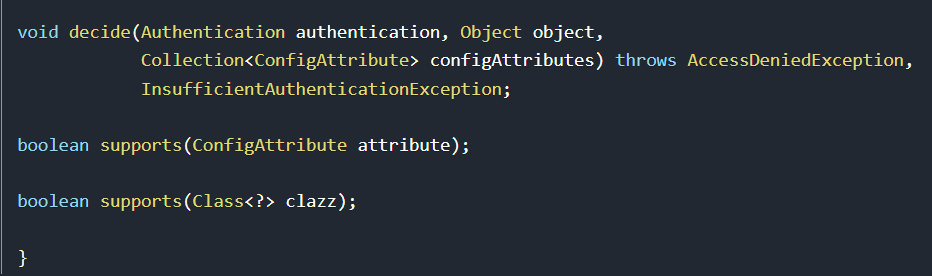 void decide(Authentication authentication, Object object,
Collection<ConfigAttribute> configAttributes) throws AccessDeniedException,
InsufficientAuthenticationException;
boolean supports(ConfigAttribute attribute);
boolean supports(Class<?> clazz);
}